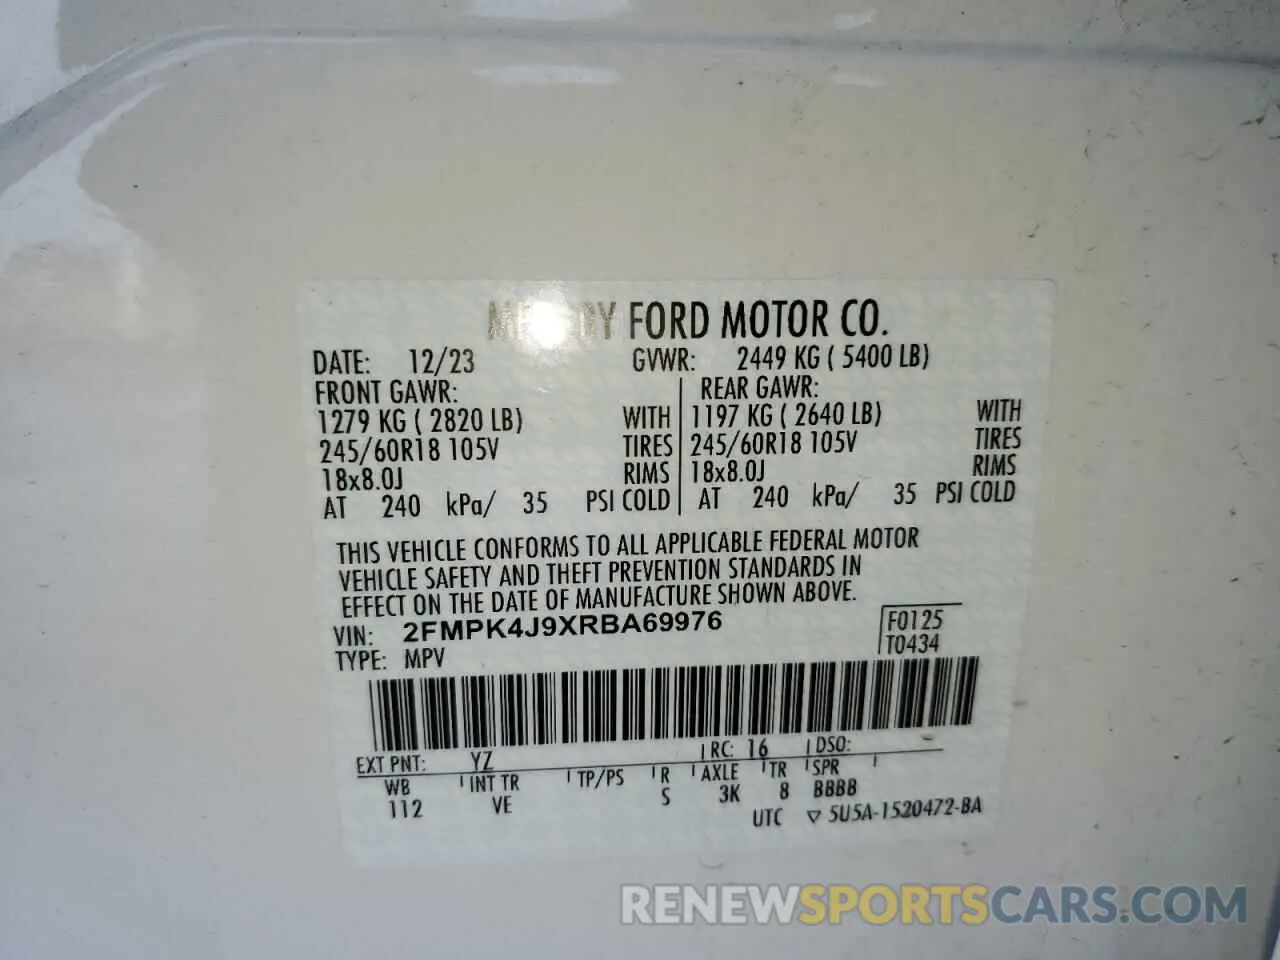 FORD MOTOR CO.
DATE: 12/23 GVWR: 2449 KG ( 5400 LB)
FRONT GAWR: REAR GAWR:
1279 KG ( 2820 LB) WITH 1197 KG ( 2640 LB) WITH
245/60R18 105V TIRES 245/60R18 105V TIRES
18x8.0J RIMS 18x8.0J RIMS
AT 240 kPa/ 35 PSI COLD AT 240 kPa/ 35 PSI COLD
THIS VEHICLE CONFORMS TO ALL APPLICABLE FEDERAL MOTOR
VEHICLE SAFETY AND THEFT PREVENTION STANDARDS IN
EFFECT ON THE DATE OF MANUFACTURE SHOWN ABOVE.
VIN: 2FMPK4J9XRBA69976 F0125
TYPE: MPV T0434
EXT PNT: YZ RC: 16 DSO:
WB INT TR TP/PS R AXLE TR SPR
112 VE S 3K 8 BBBB
UTC ▽ 5U5A-1520472-BA
RENEWSPORTSCARS.COM